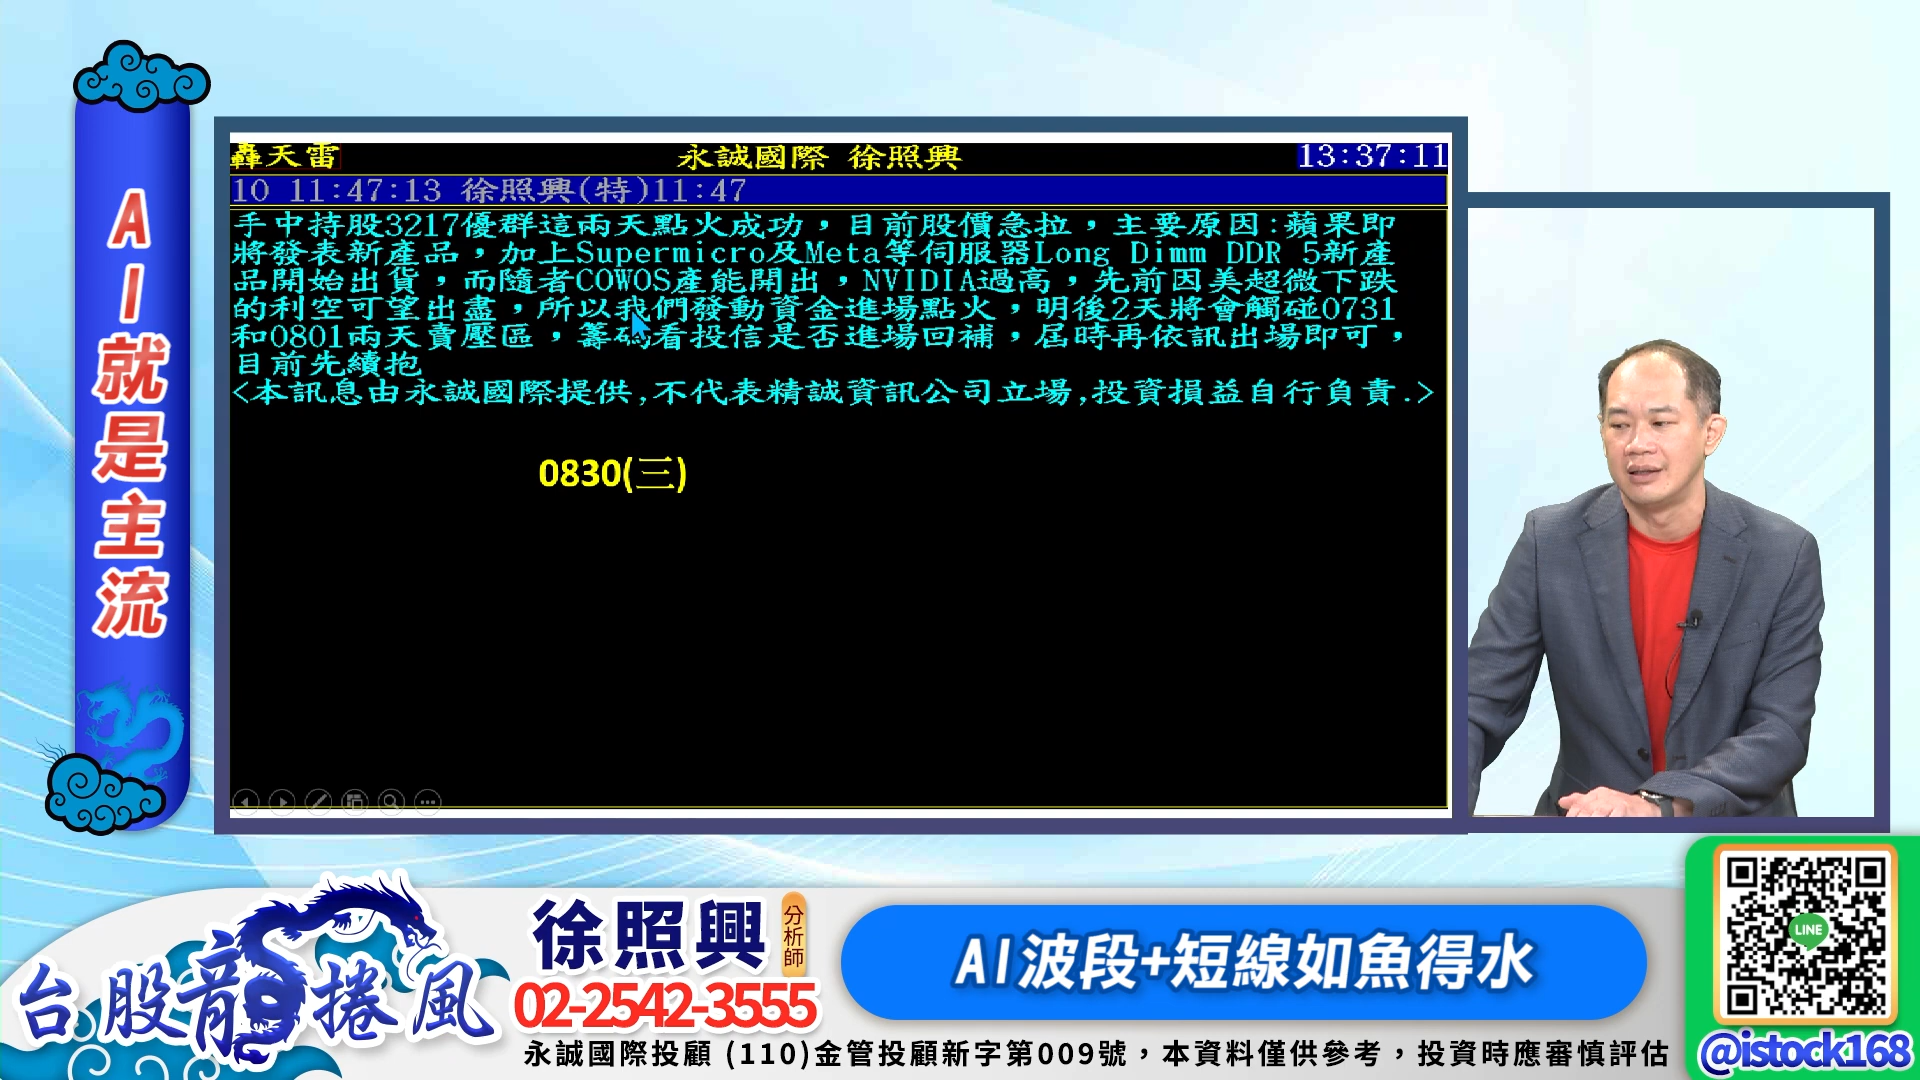 AI就是主流
轟天雷 永誠國際 徐照興 13:37:11
10 11:47:13 徐照興(特)11:47
手中持股3217優群這兩天點火成功，目前股價急拉，主要原因:蘋果即
將發表新產品，加上Supermicro及Meta等伺服器Long Dimm DDR 5新產
品開始出貨，而隨者COWOS產能開出，NVIDIA過高，先前因美超微下跌
的利空可望出盡，所以我們發動資金進場點火，明後2天將會觸碰0731
和0801兩天賣壓區，籌碼看投信是否進場回補，屆時再依訊出場即可，
目前先續抱
<本訊息由永誠國際提供,不代表精誠資訊公司立場,投資損益自行負責.>
0830(三)
台股龍捲風
徐照興 分析師
02-2542-3555
AI波段+短線如魚得水
永誠國際投顧 (110)金管投顧新字第009號，本資料僅供參考，投資時應審慎評估
LINE
@istock168